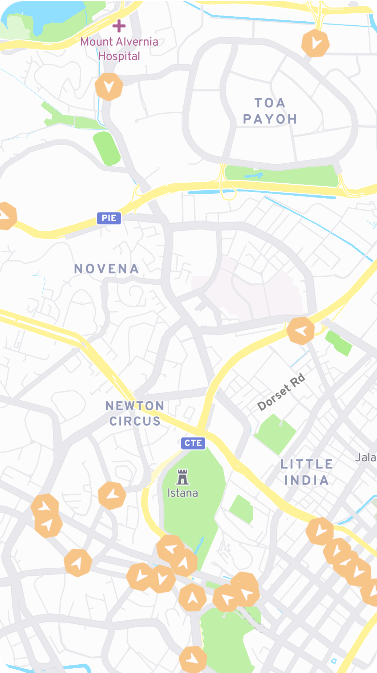 Mount Alvernia
Hospital
TOA
PAYOH
PIE
NOVENA
Dorset Rd
NEWTON
CIRCUS
CTE
Jala
LITTLE
INDIA
Istana